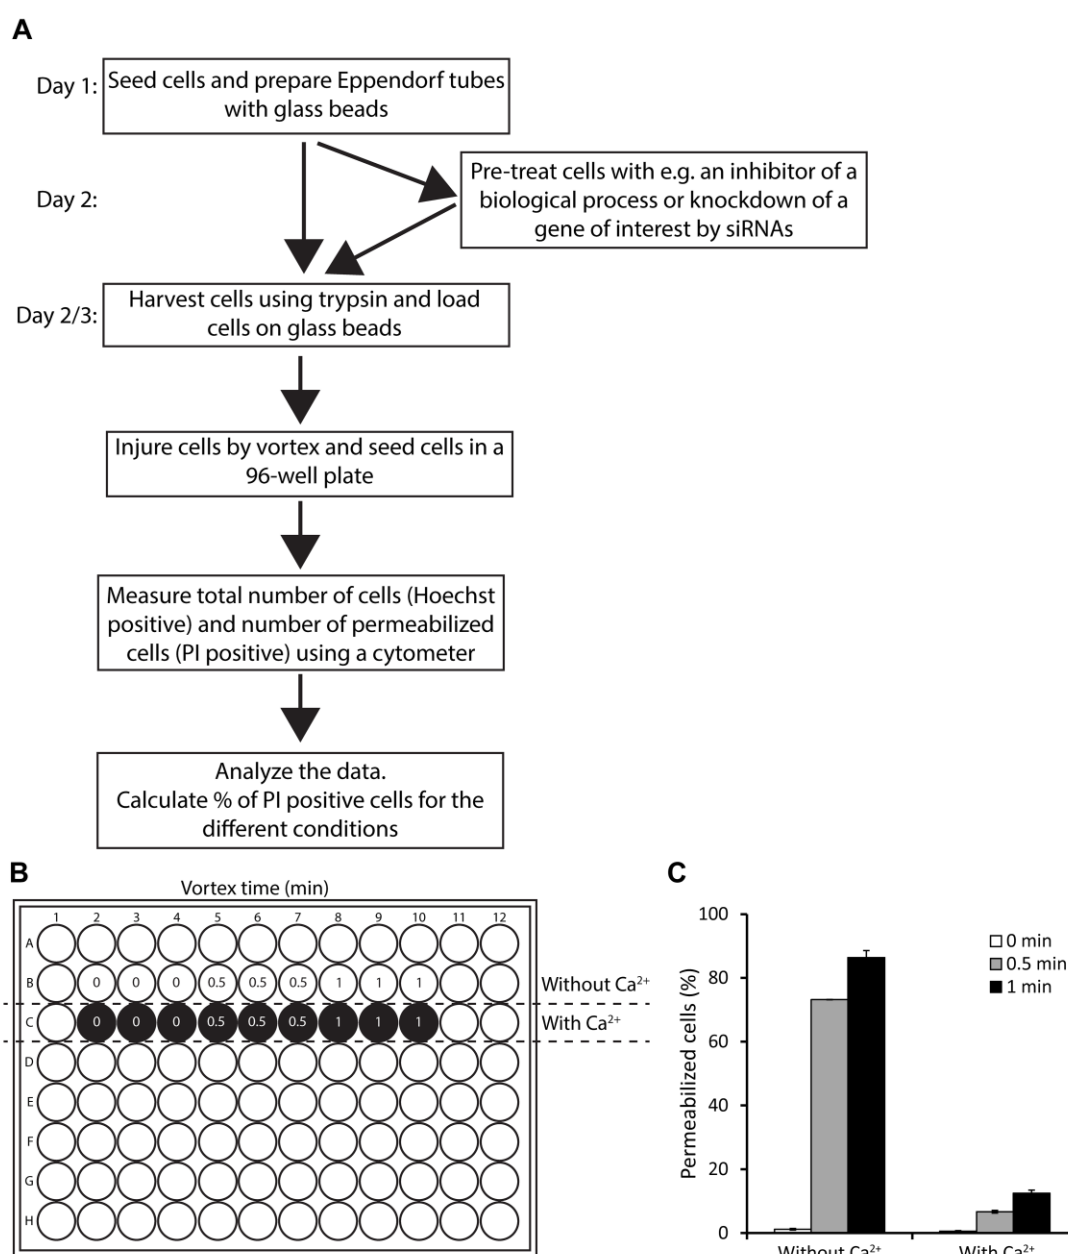 A
Day 1:
Seed cells and prepare Eppendorf tubes
with glass beads
Day 2:
Pre-treat cells with e.g. an inhibitor of a
biological process or knockdown of a
gene of interest by siRNAs
Day 2/3:
Harvest cells using trypsin and load
cells on glass beads
Injure cells by vortex and seed cells in a
96-well plate
Measure total number of cells (Hoechst
positive) and number of permeabilized
cells (PI positive) using a cytometer
Analyze the data.
Calculate % of PI positive cells for the
different conditions
B
Vortex time (min)
1 2 3 4 5 6 7 8 9 10 11 12
A
B 0 0 0 0.5 0.5 0.5 1 1 1 Without Ca²⁺
C 0 0 0 0.5 0.5 0.5 1 1 1 With Ca²⁺
D
E
F
G
H
C
Permeabilized cells (%)
100
80
60
40
20
0
0 min
0.5 min
1 min
Without Ca²⁺ With Ca²⁺